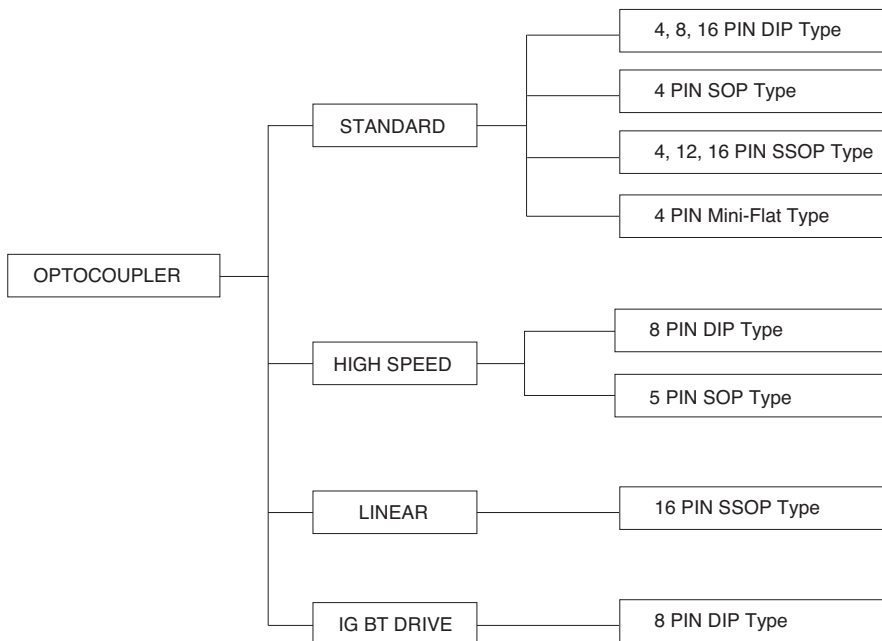 OPTOCOUPLER
STANDARD
4, 8, 16 PIN DIP Type
4 PIN SOP Type
4, 12, 16 PIN SSOP Type
4 PIN Mini-Flat Type
HIGH SPEED
8 PIN DIP Type
5 PIN SOP Type
LINEAR
16 PIN SSOP Type
IG BT DRIVE
8 PIN DIP Type